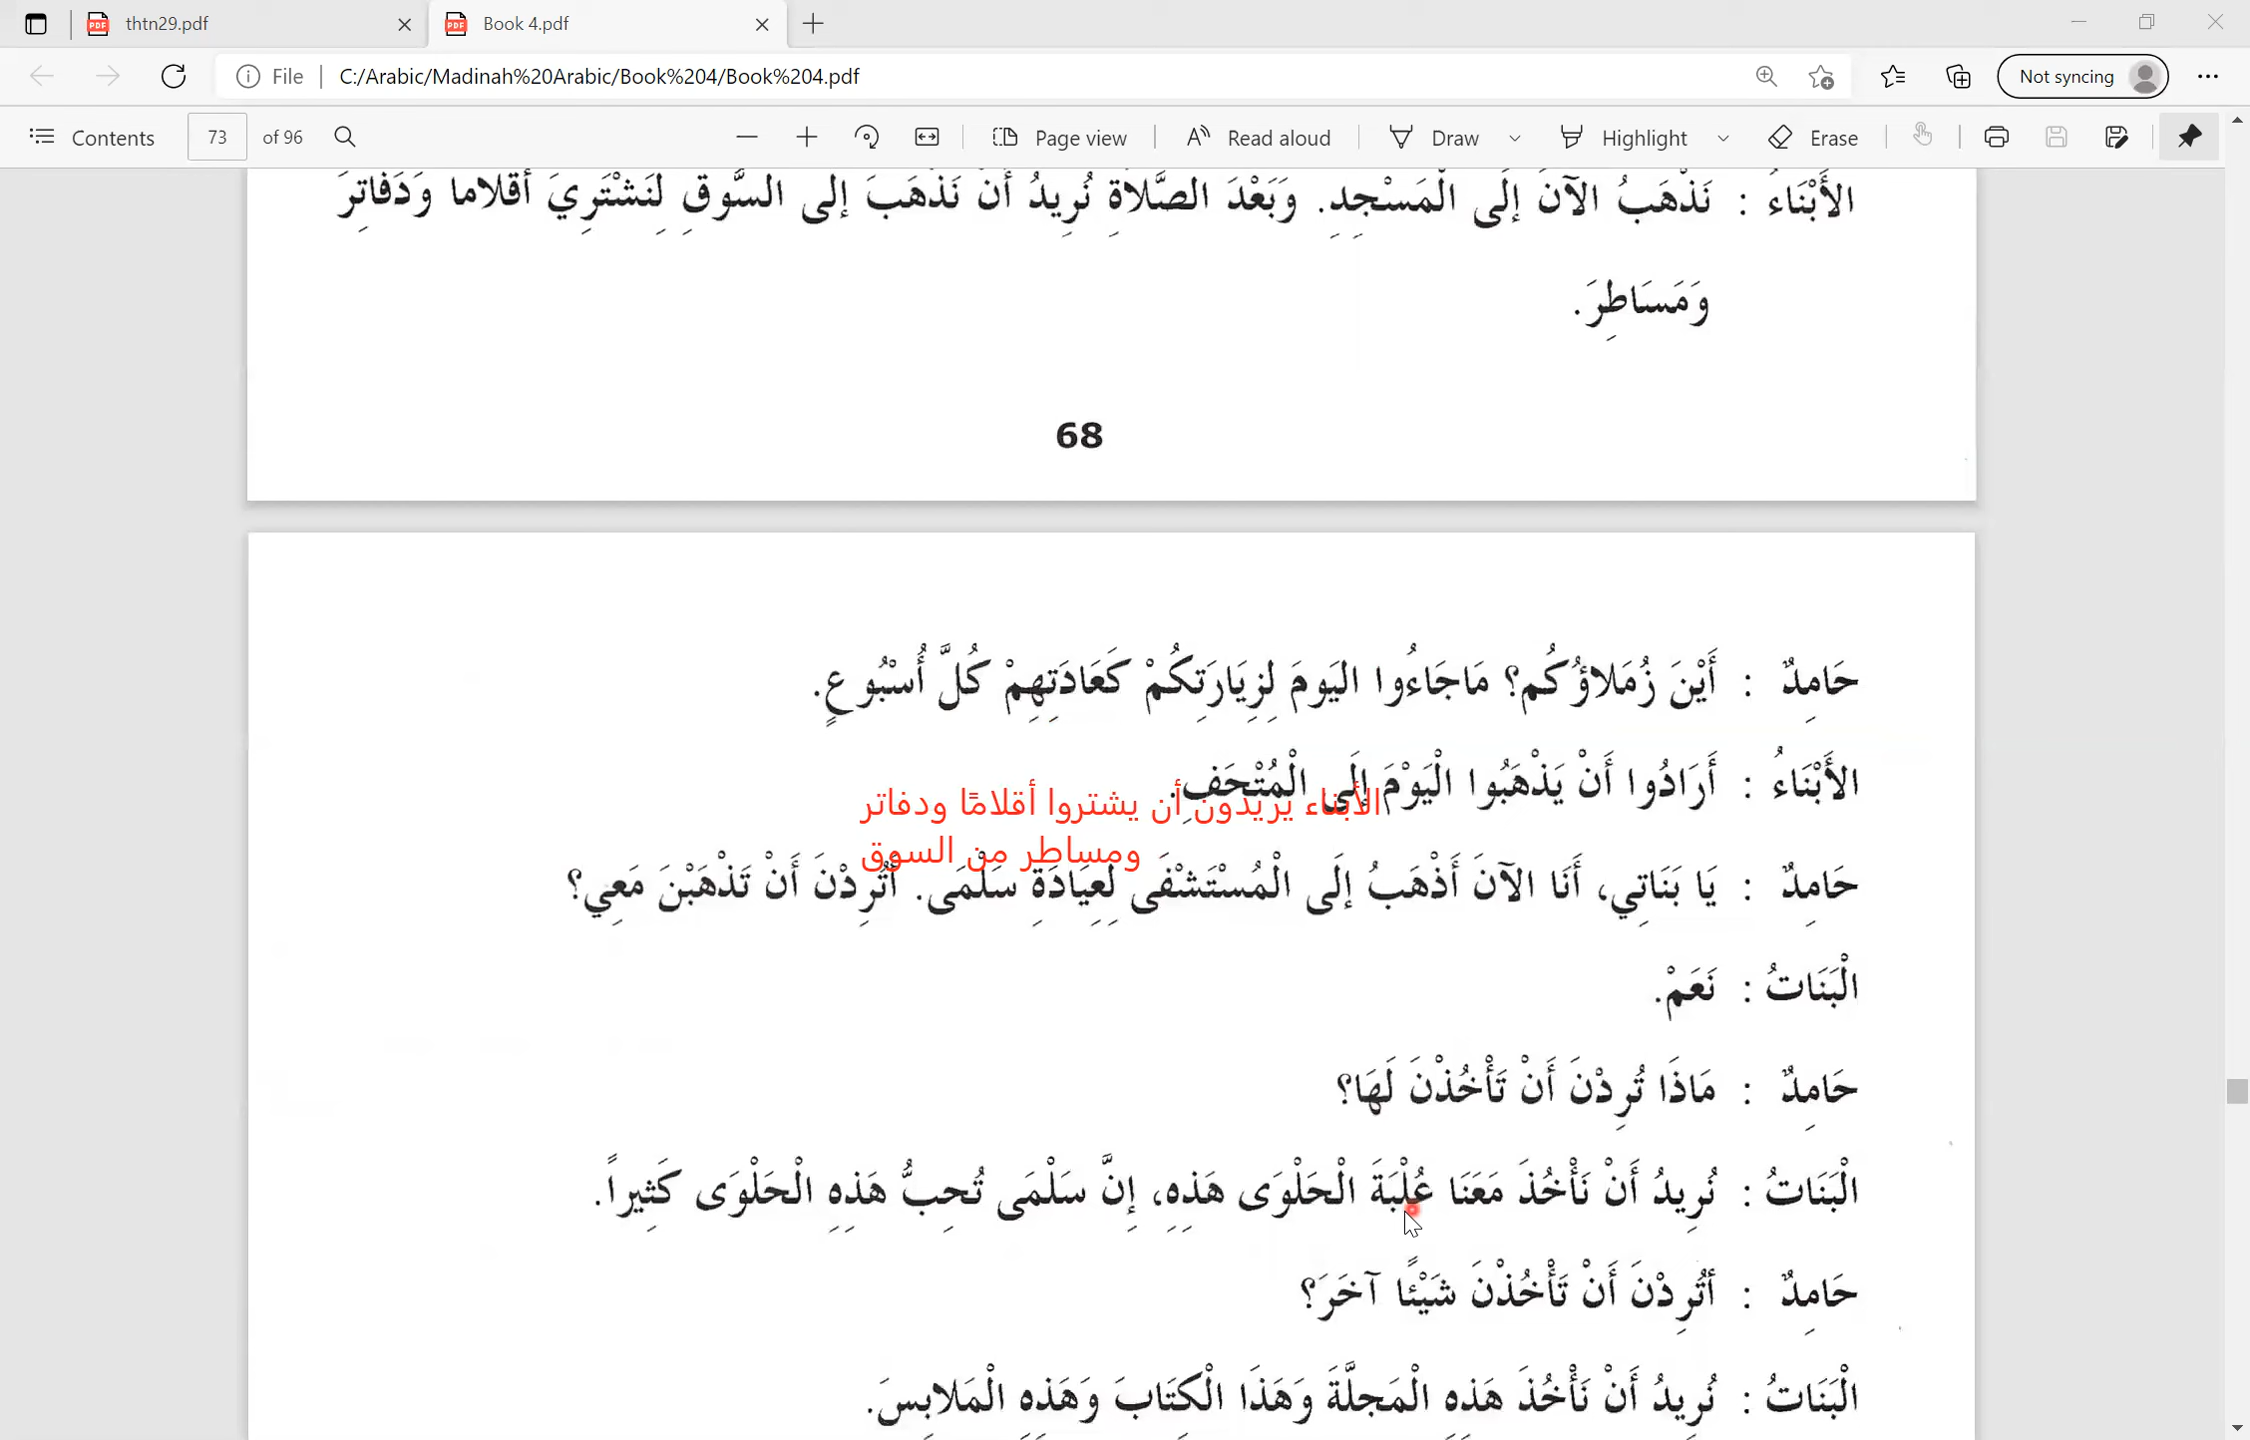 thtn29.pdf
Book 4.pdf
File
C:/Arabic/Madinah%20Arabic/Book%204/Book%204.pdf
Not syncing
Contents
73
of 96
Page view
Read aloud
Draw
Highlight
Erase
الأَبْنَاءُ : نَذْهَبُ الآنَ إِلَى الْمَسْجِدِ. وَبَعْدَ الصَّلاَةِ نُرِيدُ أَنْ نَذْهَبَ إلى السُّوقِ لِنَشْتَرِيَ أقلاما وَدَفَاتِرَ
وَمَسَاطِرَ.
68
حَامِدٌ : أَيْنَ زُمَلاؤُكُم؟ مَاجَاءُوا اليَومَ لِزِيَارَتِكُمْ كَعَادَتِهِمْ كُلَّ أُسْبُوعٍ.
الأَبْنَاءُ : أَرَادُوا أَنْ يَذْهَبُوا الْيَوْمَ إِلَى الْمُتْحَفِ.
الأبناء يريدون أن يشتروا أقلامًا ودفاتر
ومساطر من السوق
حَامِدٌ : يَا بَنَاتِي، أَنَا الآنَ أَذْهَبُ إِلَى الْمُسْتَشْفَى لِعِيَادَةِ سَلْمَى. أَتُرِدْنَ أَنْ تَذْهَبْنَ مَعِي؟
الْبَنَاتُ : نَعَمْ.
حَامِدٌ : مَاذَا تُرِدْنَ أَنْ تَأْخُذْنَ لَهَا؟
الْبَنَاتُ : نُرِيدُ أَنْ نَأْخُذَ مَعَنَا عُلْبَةَ الْحَلْوَى هَذِهِ، إِنَّ سَلْمَى تُحِبُّ هَذِهِ الْحَلْوَى كَثِيراً.
حَامِدٌ : أَتُرِدْنَ أَنْ تَأْخُذْنَ شَيْئًا آخَرَ؟
الْبَنَاتُ : نُرِيدُ أَنْ نَأْخُذَ هَذِهِ الْمَجلَّةَ وَهَذَا الْكِتَابَ وَهَذِهِ الْمَلابِسَ.